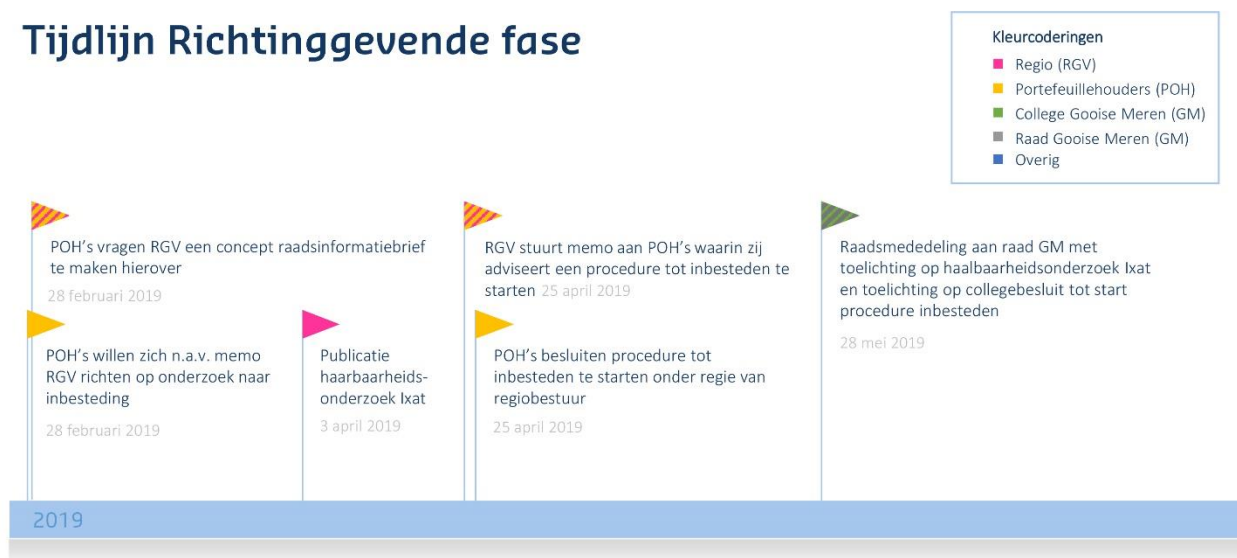 Tijdlijn Richtinggevende fase
Kleurcoderingen
Regio (RGV)
Portefeuillehouders (POH)
College Gooise Meren (GM)
Raad Gooise Meren (GM)
Overig
POH's vragen RGV een concept raadsinformatiebrief
te maken hierover
28 februari 2019
RGV stuurt memo aan POH's waarin zij
adviseert een procedure tot inbesteden te
starten 25 april 2019
Raadsmededeling aan raad GM met
toelichting op haalbaarheidsonderzoek Ixat
en toelichting op collegebesluit tot start
procedure inbesteden
28 mei 2019
POH's willen zich n.a.v. memo
RGV richten op onderzoek naar
inbesteding
28 februari 2019
Publicatie
haarbaarheids-
onderzoek Ixat
3 april 2019
POH's besluiten procedure tot
inbesteden te starten onder regie van
regiobestuur
25 april 2019
2019